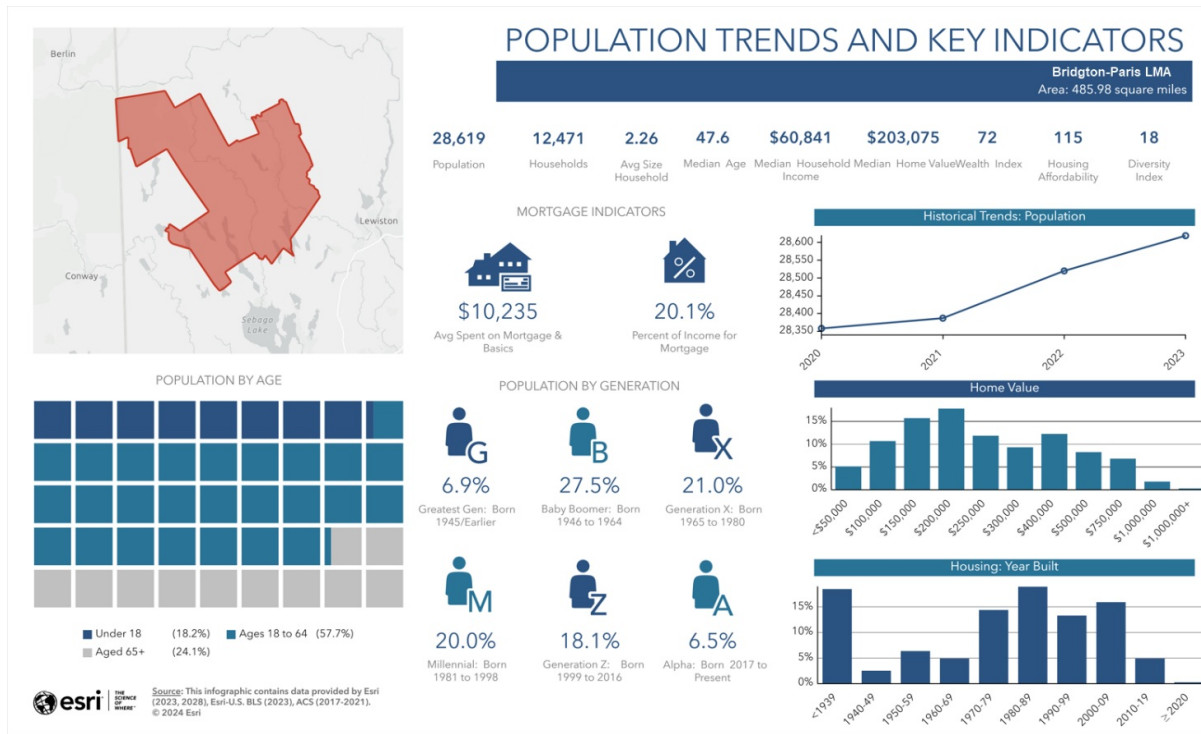 POPULATION TRENDS AND KEY INDICATORS
Bridgton-Paris LMA
Area: 485.98 square miles
Berlin
Lewiston
Conway
Sebago
Lake
28,619
Population
12,471
Households
2.26
Avg Size
Household
47.6
Median Age
$60,841
Median Household
Income
$203,075
Median Home Value
72
Wealth Index
115
Housing
Affordability
18
Diversity
Index
MORTGAGE INDICATORS
$10,235
Avg Spent on Mortgage &
Basics
%
20.1%
Percent of Income for
Mortgage
Historical Trends: Population
28,600
28,550
28,500
28,450
28,400
28,350
2020
2021
2022
2023
POPULATION BY AGE
Under 18 (18.2%)
Ages 18 to 64 (57.7%)
Aged 65+ (24.1%)
POPULATION BY GENERATION
G
6.9%
Greatest Gen: Born
1945/Earlier
B
27.5%
Baby Boomer: Born
1946 to 1964
X
21.0%
Generation X: Born
1965 to 1980
M
20.0%
Millennial: Born
1981 to 1998
Z
18.1%
Generation Z: Born
1999 to 2016
A
6.5%
Alpha: Born 2017 to
Present
Home Value
15%
10%
5%
0%
<$50,000
$100,000
$150,000
$200,000
$250,000
$300,000
$400,000
$500,000
$750,000
$1,000,000
$1,000,000+
Housing: Year Built
15%
10%
5%
0%
<1939
1940-49
1950-59
1960-69
1970-79
1980-89
1990-99
2000-09
2010-19
≥ 2020
esri
THE
SCIENCE
OF
WHERE™
Source: This infographic contains data provided by Esri
(2023, 2028), Esri-U.S. BLS (2023), ACS (2017-2021).
© 2024 Esri